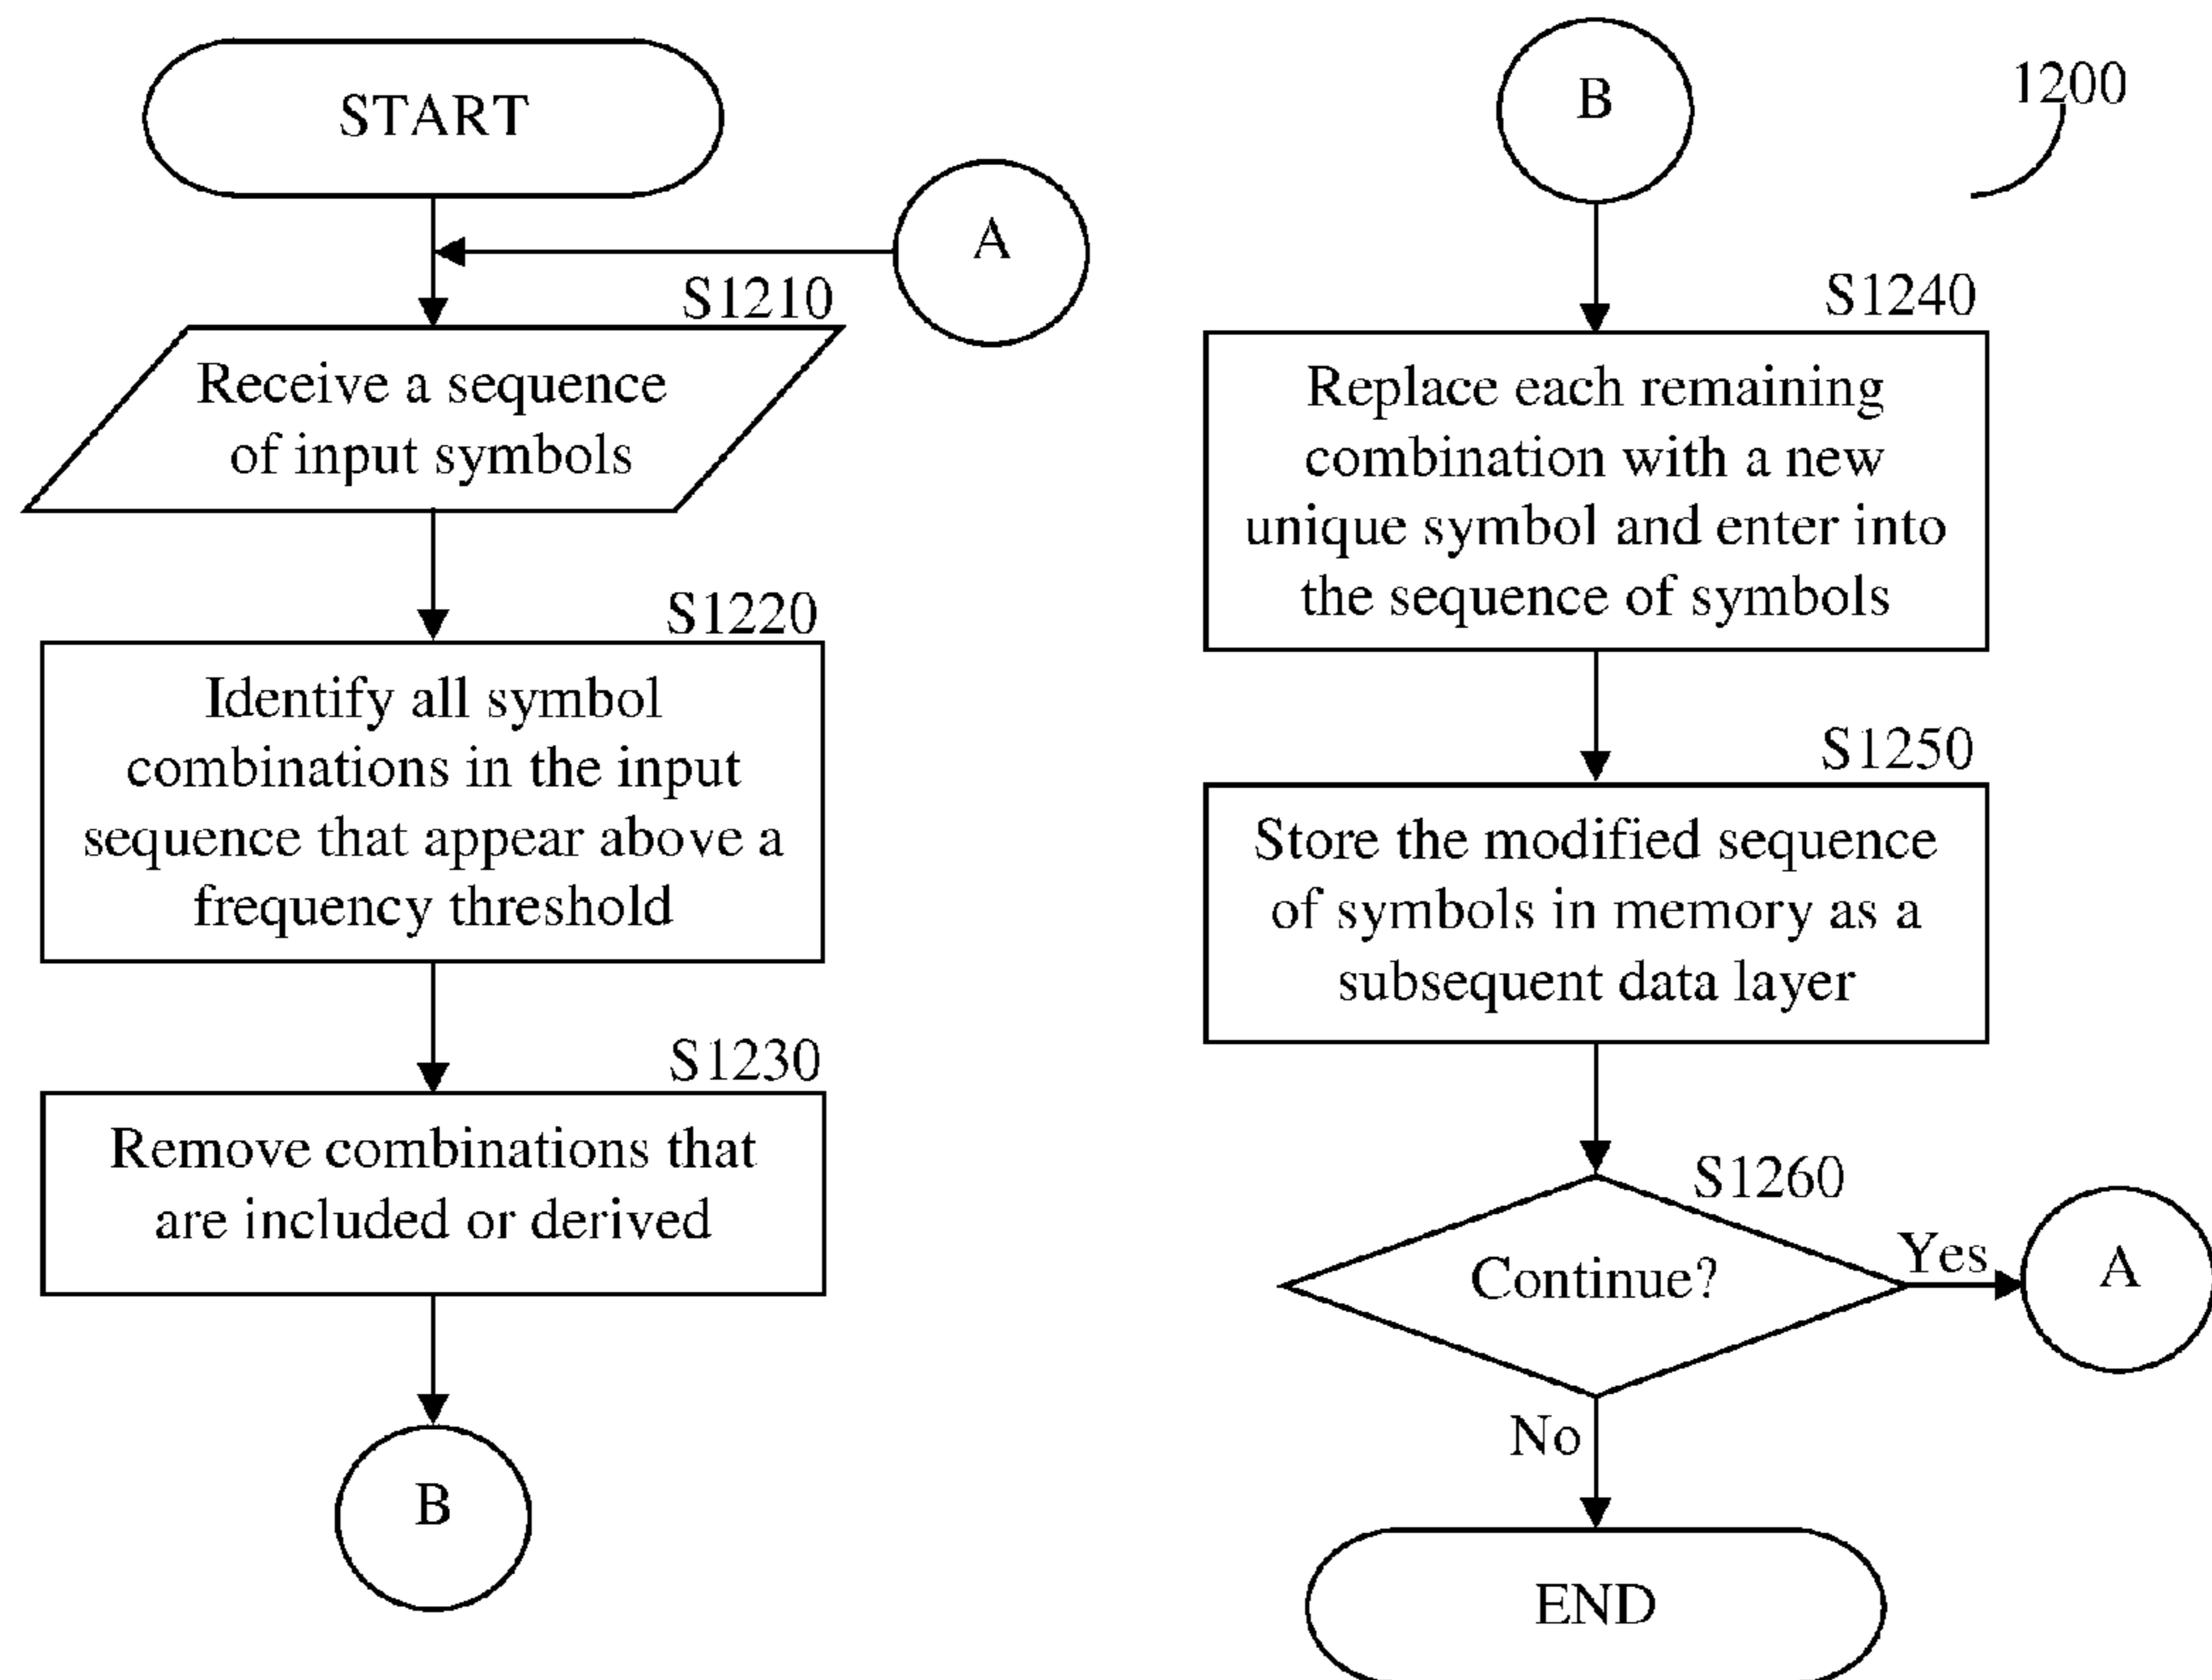 START
A
S1210
Receive a sequence
of input symbols
S1220
Identify all symbol
combinations in the input
sequence that appear above a
frequency threshold
S1230
Remove combinations that
are included or derived
B
B
1200
S1240
Replace each remaining
combination with a new
unique symbol and enter into
the sequence of symbols
S1250
Store the modified sequence
of symbols in memory as a
subsequent data layer
S1260
Continue?
Yes
A
No
END